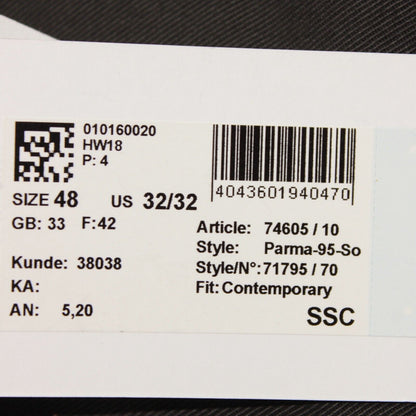 010160020
HW18
P: 4
4043601940470
SIZE 48 US 32/32
GB: 33 F:42
Article: 74605 / 10
Style: Parma-95-So
Kunde: 38038
Style/N°: 71795 / 70
KA:
Fit: Contemporary
AN: 5,20
SSC